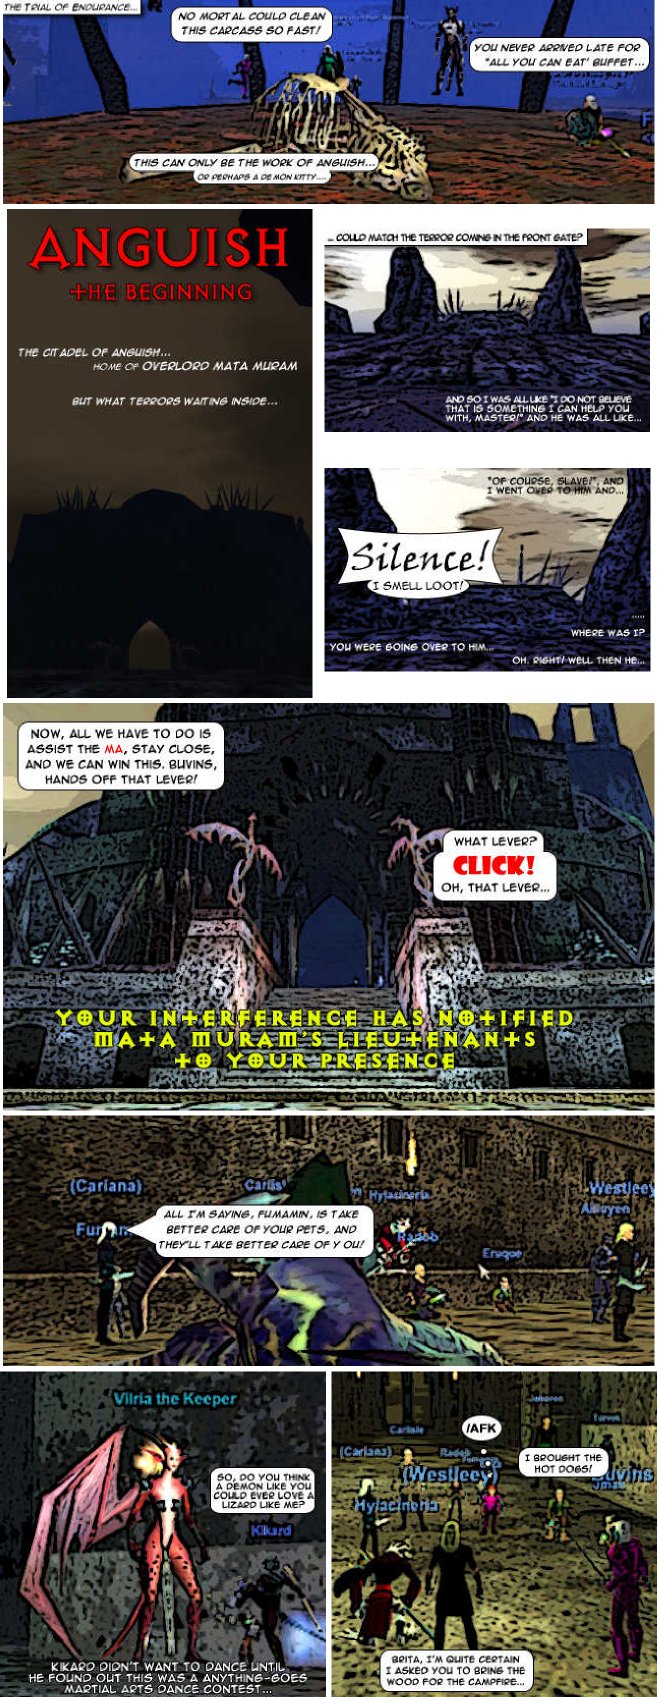 THE TRIAL OF ENDURANCE...
NO MORTAL COULD CLEAN
THIS CARCASS SO FAST!
YOU NEVER ARRIVED LATE FOR
"ALL YOU CAN EAT' BUFFET...
THIS CAN ONLY BE THE WORK OF ANGUISH...
OR PERHAPS A DEMON KITTY....
ANGUISH
THE BEGINNING
THE CITADEL OF ANGUISH...
HOME OF OVERLORD MATA MURAM
BUT WHAT TERRORS WAITING INSIDE...
... COULD MATCH THE TERROR COMING IN THE FRONT GATE?
AND SO I WAS ALL LIKE "I DO NOT BELIEVE
THAT IS SOMETHING I CAN HELP YOU
WITH, MASTER!" AND HE WAS ALL LIKE...
"OF COURSE, SLAVE!", AND
I WENT OVER TO HIM AND...
Silence!
I SMELL LOOT!
.....
WHERE WAS I?
YOU WERE GOING OVER TO HIM...
OH. RIGHT! WELL THEN HE...
NOW, ALL WE HAVE TO DO IS
ASSIST THE MA, STAY CLOSE,
AND WE CAN WIN THIS. BUVINS,
HANDS OFF THAT LEVER!
WHAT LEVER?
CLICK!
OH, THAT LEVER...
YOUR INTERFERENCE HAS NOTIFIED
MATA MURAM'S LIEUTENANTS
TO YOUR PRESENCE
(Cariana)
Hylacineria
Westleey
Radab
Eraque
ALL I'M SAYING, FUMAMIN, IS TAKE
BETTER CARE OF YOUR PETS, AND
THEY'LL TAKE BETTER CARE OF Y OU!
Vilria the Keeper
SO, DO YOU THINK
A DEMON LIKE YOU
COULD EVER LOVE A
LIZARD LIKE ME?
Kikard
KIKARD DIDN'T WANT TO DANCE UNTIL
HE FOUND OUT THIS WAS A ANYTHING-GOES
MARTIAL ARTS DANCE CONTEST...
/AFK
(Cariana)
I BROUGHT THE
HOT DOGS!
(Westleey)
Hylacineria
BRITA, I'M QUITE CERTAIN
I ASKED YOU TO BRING THE
WOOD FOR THE CAMPFIRE...